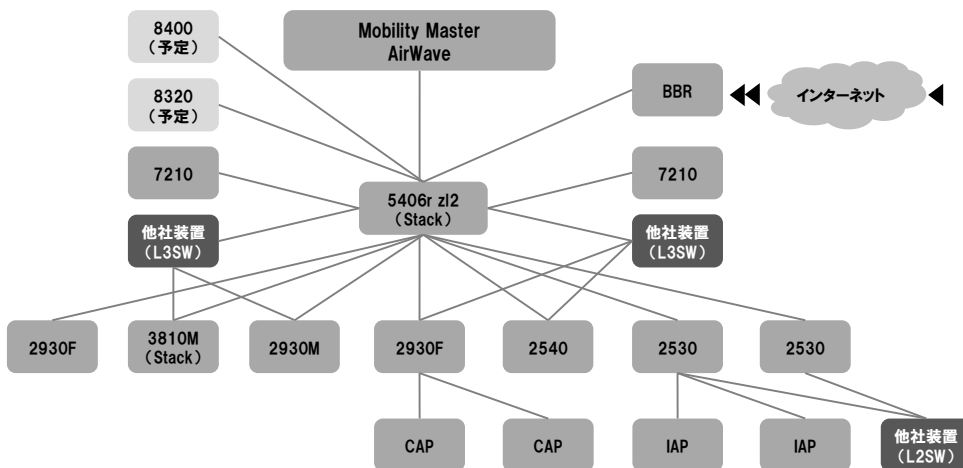 8400
（予定）
Mobility Master
AirWave
8320
（予定）
BBR
インターネット
7210
7210
5406r zl2
（Stack）
他社装置
（L3SW）
他社装置
（L3SW）
2930F
3810M
（Stack）
2930M
2930F
2540
2530
2530
CAP
CAP
IAP
IAP
他社装置
（L2SW）